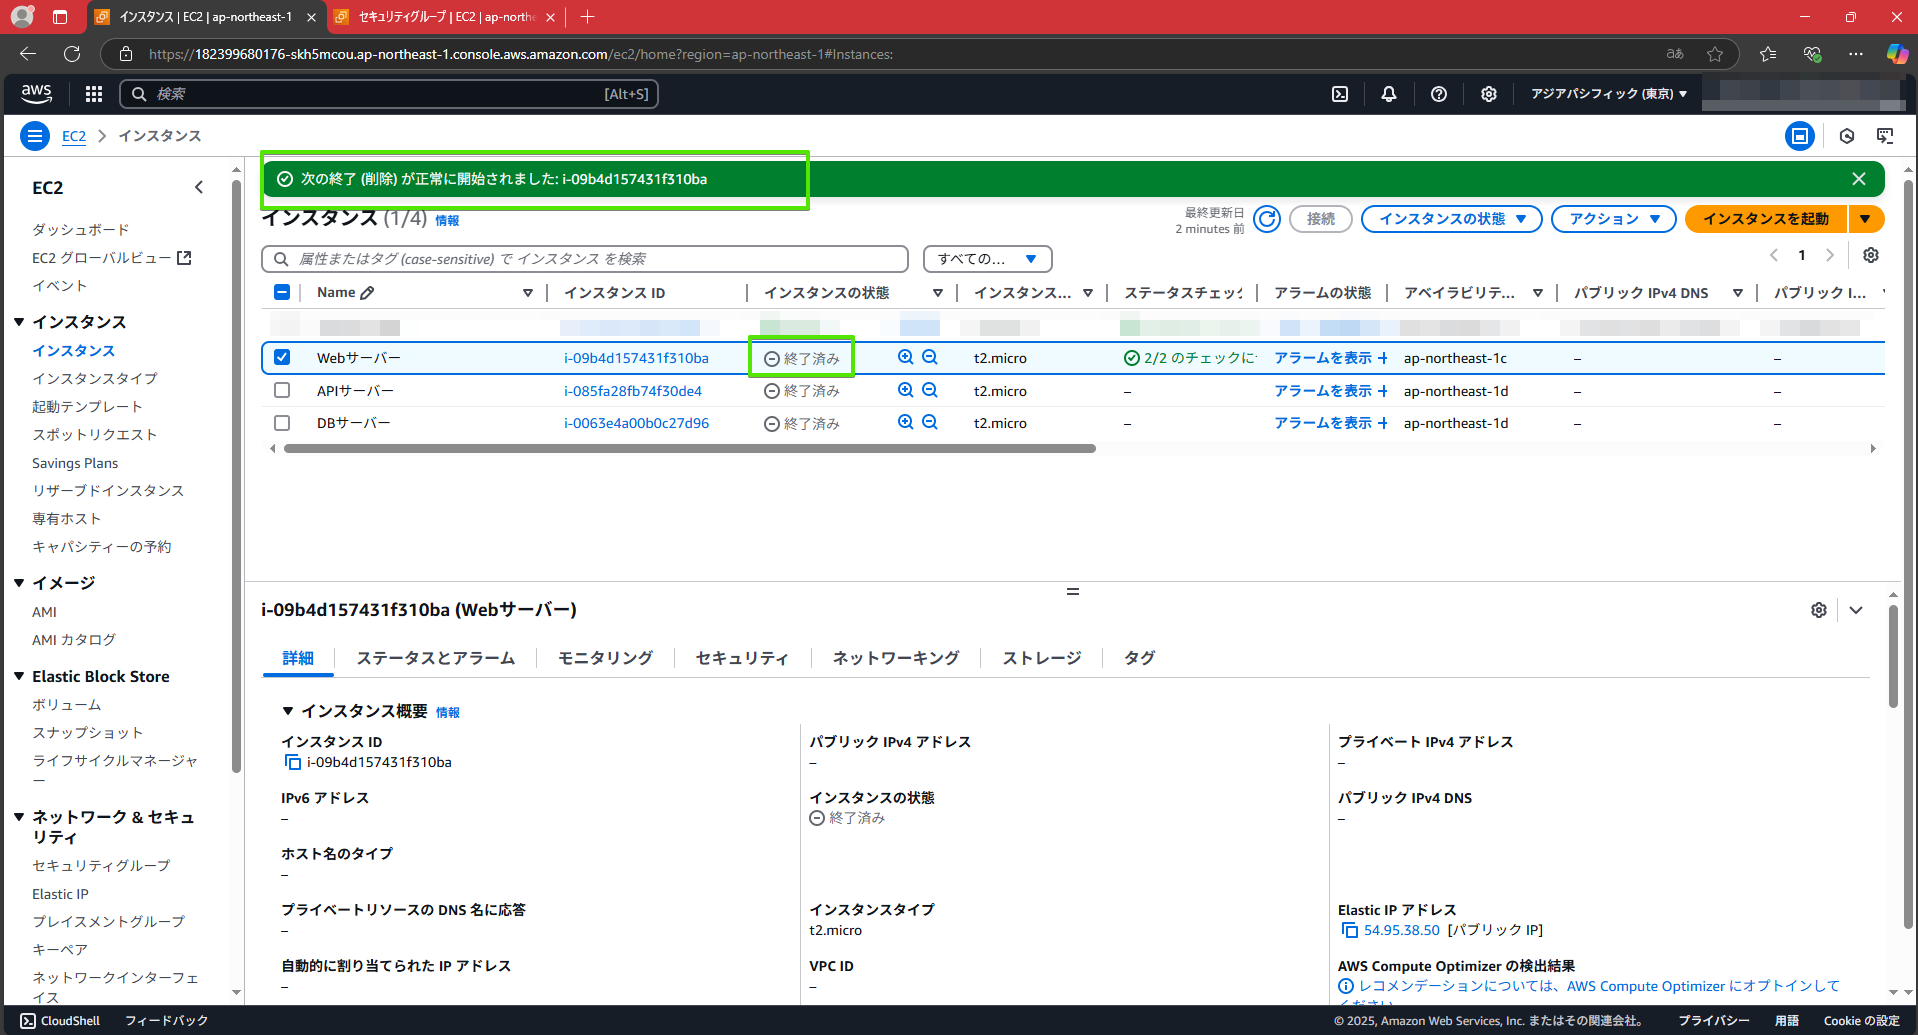 インスタンス | EC2 | ap-northeast-1
セキュリティグループ | EC2 | ap-northe
https://182399680176-skh5mcou.ap-northeast-1.console.aws.amazon.com/ec2/home?region=ap-northeast-1#Instances:
aあ
aws
検索
[Alt+S]
アジアパシフィック (東京)
EC2
インスタンス
EC2
ダッシュボード
EC2 グローバルビュー
イベント
インスタンス
インスタンス
インスタンスタイプ
起動テンプレート
スポットリクエスト
Savings Plans
リザーブドインスタンス
専有ホスト
キャパシティーの予約
イメージ
AMI
AMI カタログ
Elastic Block Store
ボリューム
スナップショット
ライフサイクルマネージャ
ー
ネットワーク & セキュ
リティ
セキュリティグループ
Elastic IP
プレイスメントグループ
キーペア
ネットワークインターフェ
イス
次の終了 (削除) が正常に開始されました: i-09b4d157431f310ba
インスタンス (1/4) 情報
最終更新日
2 minutes 前
接続
インスタンスの状態
アクション
インスタンスを起動
属性またはタグ (case-sensitive) で インスタンス を検索
すべての...
1
Name インスタンス ID インスタンスの状態 インスタンス... ステータスチェック アラームの状態 アベイラビリテ... パブリック IPv4 DNS パブリック I...
Webサーバー i-09b4d157431f310ba 終了済み t2.micro 2/2 のチェックに アラームを表示 + ap-northeast-1c – –
APIサーバー i-085fa28fb74f30de4 終了済み t2.micro – アラームを表示 + ap-northeast-1d – –
DBサーバー i-0063e4a00b0c27d96 終了済み t2.micro – アラームを表示 + ap-northeast-1d – –
i-09b4d157431f310ba (Webサーバー)
詳細 ステータスとアラーム モニタリング セキュリティ ネットワーキング ストレージ タグ
インスタンス概要 情報
インスタンス ID
i-09b4d157431f310ba
パブリック IPv4 アドレス
–
プライベート IPv4 アドレス
–
IPv6 アドレス
–
インスタンスの状態
終了済み
パブリック IPv4 DNS
–
ホスト名のタイプ
–
プライベートリソースの DNS 名に応答
–
インスタンスタイプ
t2.micro
Elastic IP アドレス
54.95.38.50 [パブリック IP]
自動的に割り当てられた IP アドレス
–
VPC ID
–
AWS Compute Optimizer の検出結果
レコメンデーションについては、AWS Compute Optimizer にオプトインして
ください
CloudShell
フィードバック
© 2025, Amazon Web Services, Inc. またはその関連会社。
プライバシー
用語
Cookie の設定